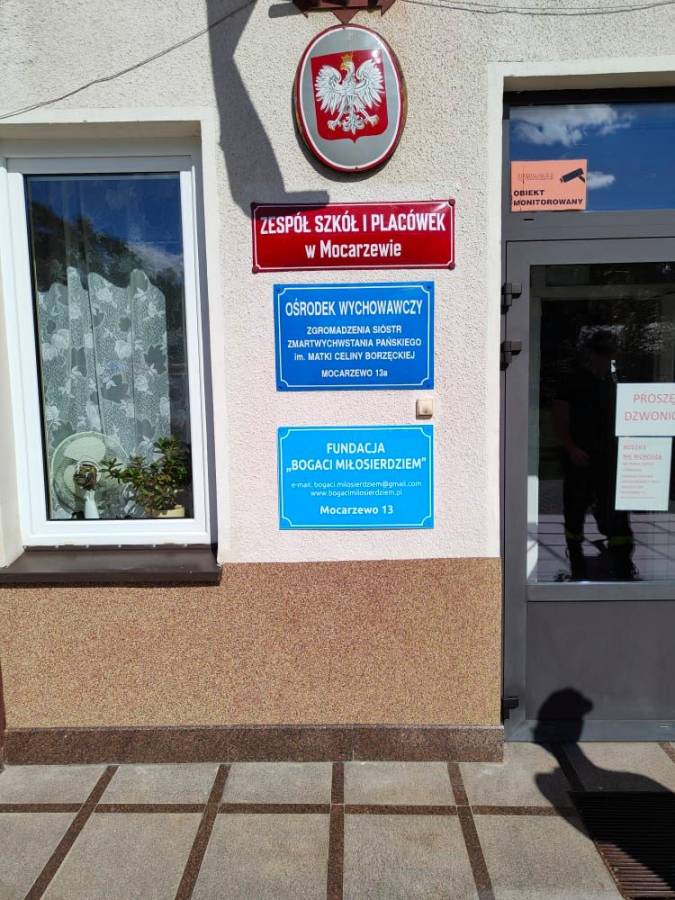 OBIEKT
MONITOROWANY
ZESPÓŁ SZKÓŁ I PLACÓWEK
w Mocarzewie
OŚRODEK WYCHOWAWCZY
ZGROMADZENIA SIÓSTR
ZMARTWYCHWSTANIA PAŃSKIEGO
im. MATKI CELINY BORZĘCKIEJ
MOCARZEWO 13a
FUNDACJA
„BOGACI MIŁOSIERDZIEM”
e-mail: bogaci.milosierdziem@gmail.com
www.bogacimilosierdziem.pl
Mocarzewo 13
PROSZĘ